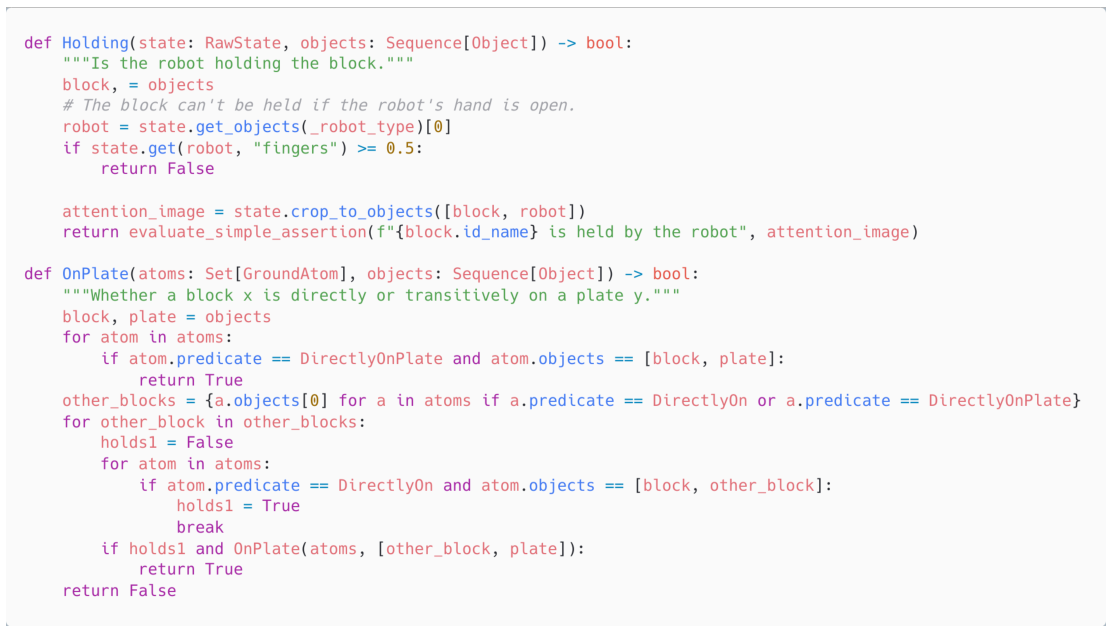 def Holding(state: RawState, objects: Sequence[Object]) -> bool:
    """Is the robot holding the block."""
    block, = objects
    # The block can't be held if the robot's hand is open.
    robot = state.get_objects(_robot_type)[0]
    if state.get(robot, "fingers") >= 0.5:
        return False

    attention_image = state.crop_to_objects([block, robot])
    return evaluate_simple_assertion(f"{block.id_name} is held by the robot", attention_image)

def OnPlate(atoms: Set[GroundAtom], objects: Sequence[Object]) -> bool:
    """Whether a block x is directly or transitively on a plate y."""
    block, plate = objects
    for atom in atoms:
        if atom.predicate == DirectlyOnPlate and atom.objects == [block, plate]:
            return True
    other_blocks = {a.objects[0] for a in atoms if a.predicate == DirectlyOn or a.predicate == DirectlyOnPlate}
    for other_block in other_blocks:
        holds1 = False
        for atom in atoms:
            if atom.predicate == DirectlyOn and atom.objects == [block, other_block]:
                holds1 = True
                break
        if holds1 and OnPlate(atoms, [other_block, plate]):
            return True
    return False